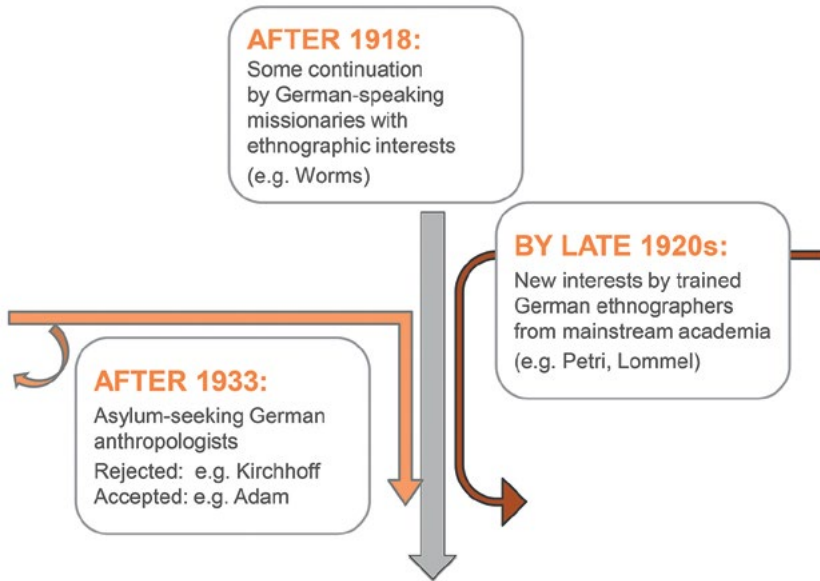 AFTER 1918:
Some continuation
by German-speaking
missionaries with
ethnographic interests
(e.g. Worms)
BY LATE 1920s:
New interests by trained
German ethnographers
from mainstream academia
(e.g. Petri, Lommel)
AFTER 1933:
Asylum-seeking German
anthropologists
Rejected: e.g. Kirchhoff
Accepted: e.g. Adam